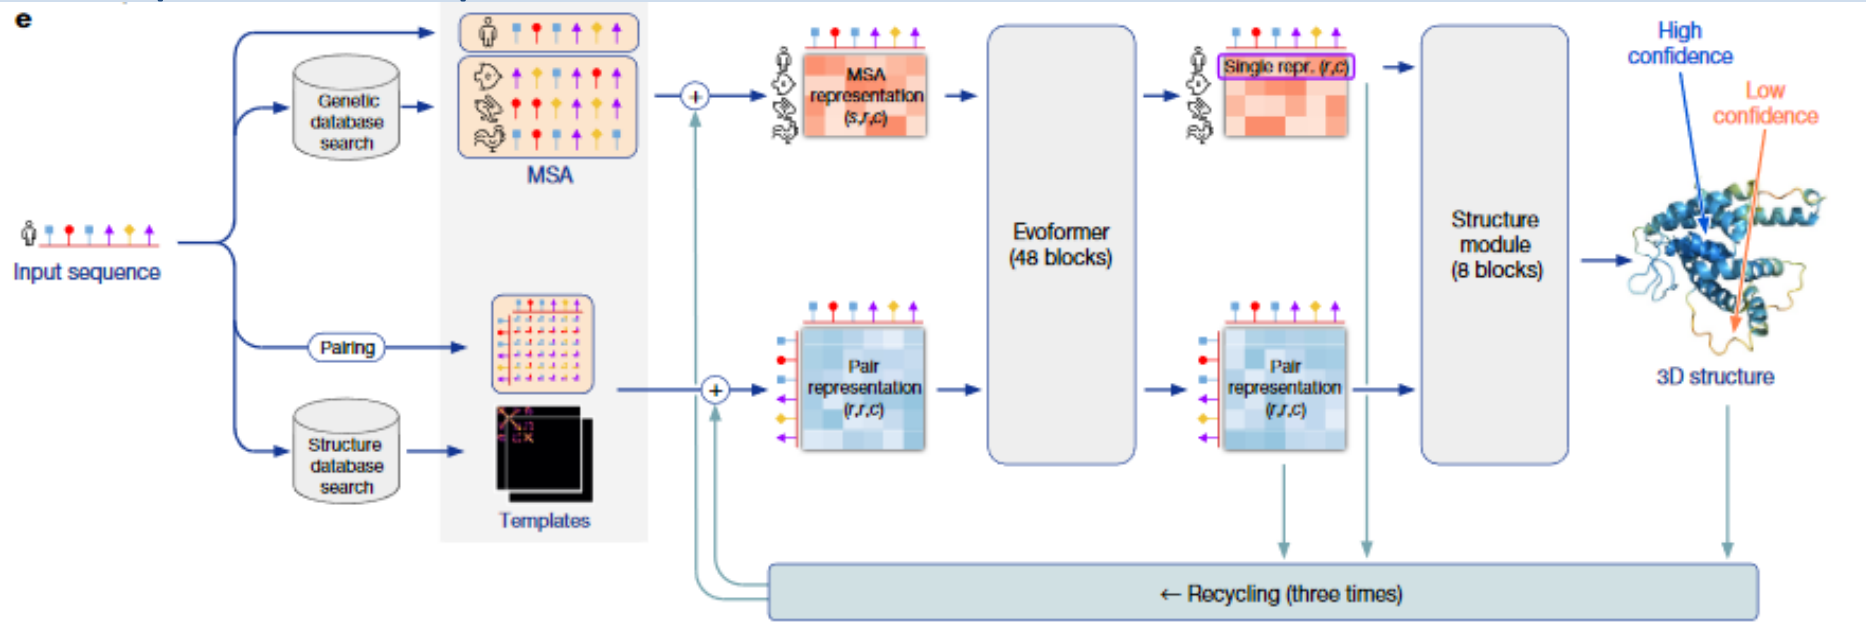 e
Input sequence
Genetic
database
search
Pairing
Structure
database
search
MSA
Templates
+
+
MSA
representation
(s,r,c)
Pair
representation
(r,r,c)
Evoformer
(48 blocks)
Single repr. (r,c)
Pair
representation
(r,r,c)
Structure
module
(8 blocks)
High
confidence
Low
confidence
3D structure
← Recycling (three times)